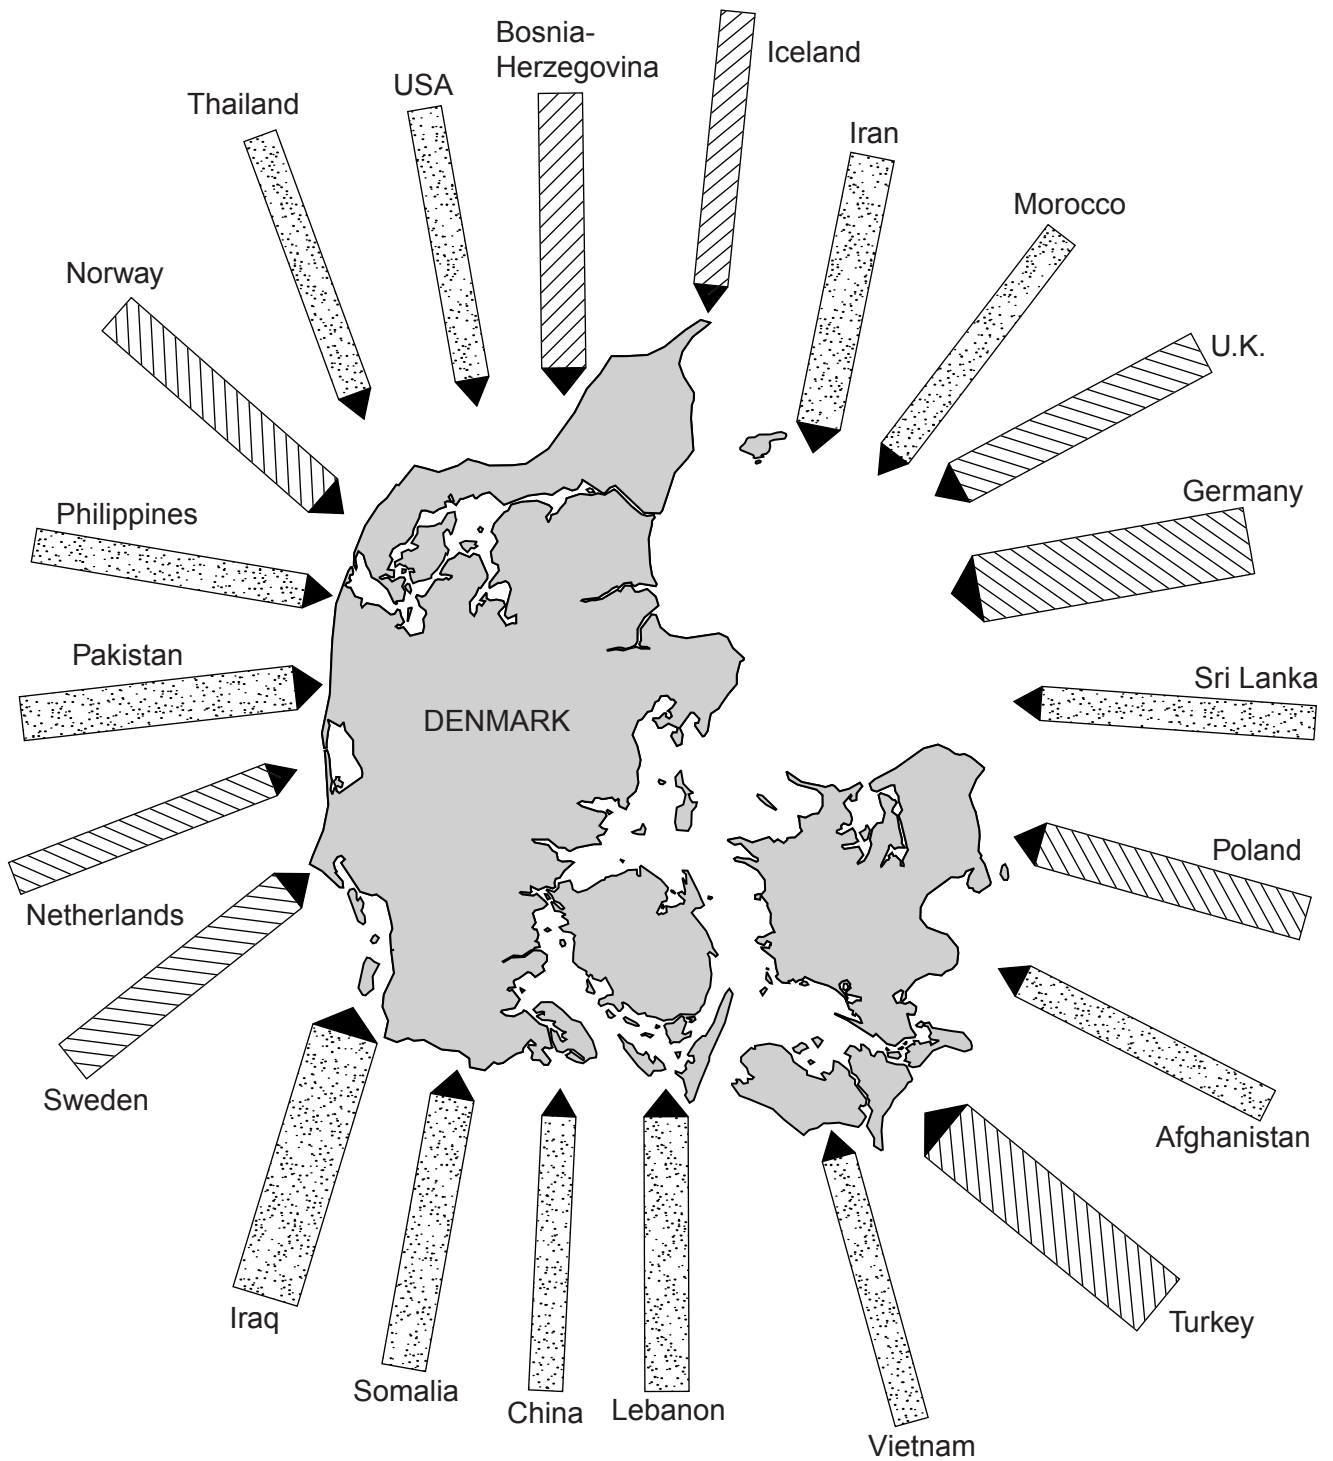 Bosnia-
Herzegovina
Iceland
USA
Thailand
Iran
Morocco
Norway
U.K.
Germany
Philippines
Pakistan
Sri Lanka
DENMARK
Poland
Netherlands
Sweden
Afghanistan
Iraq
Turkey
Somalia
China
Lebanon
Vietnam